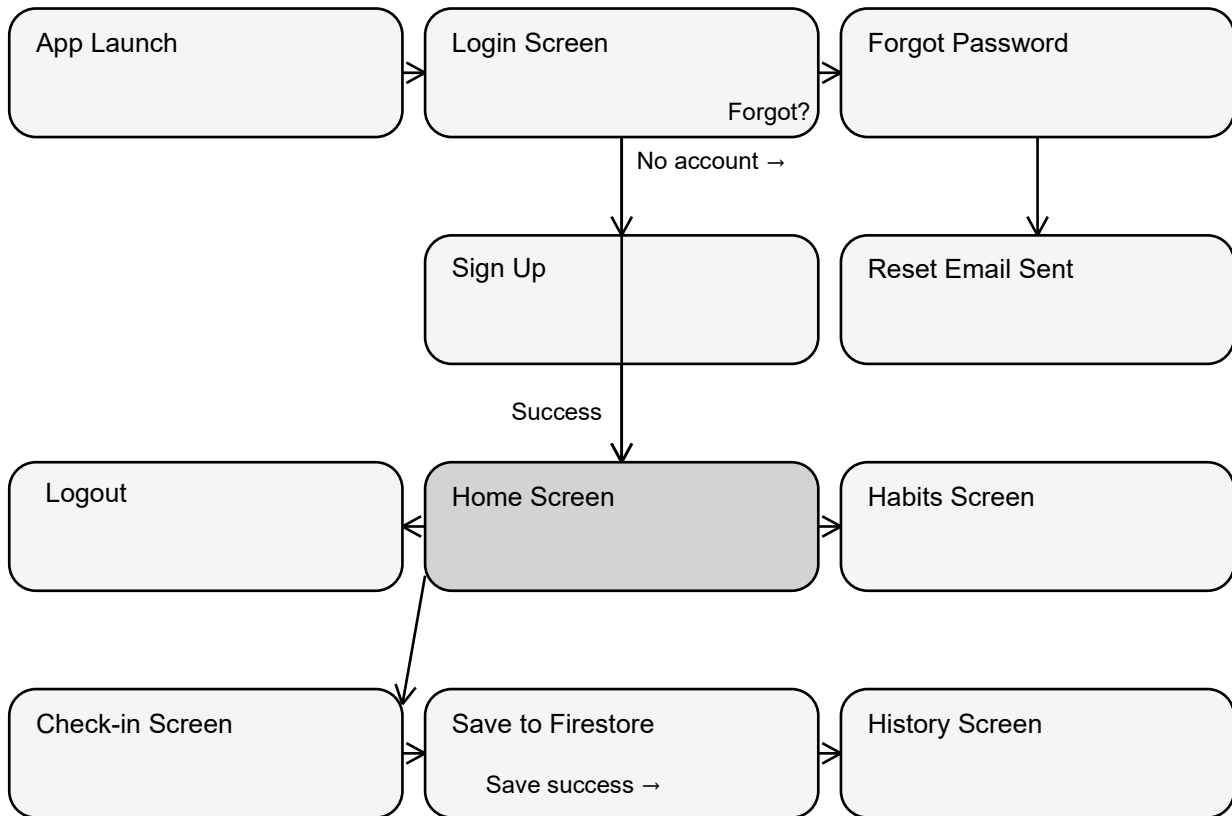 App Launch
Login Screen
Forgot Password
Forgot?
No account →
Sign Up
Reset Email Sent
Success
Logout
Home Screen
Habits Screen
Check-in Screen
Save to Firestore
History Screen
Save success →